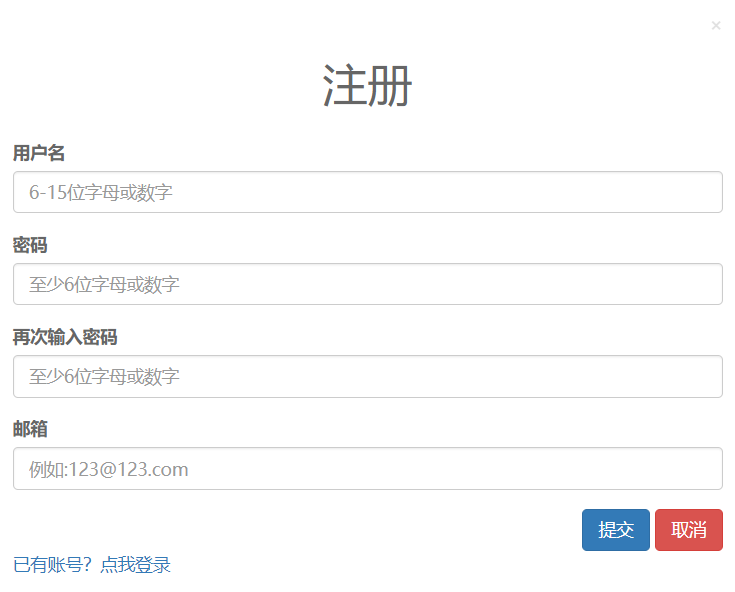 ×
注册
用户名
6-15位字母或数字
密码
至少6位字母或数字
再次输入密码
至少6位字母或数字
邮箱
例如:123@123.com
提交 取消
已有账号？点我登录